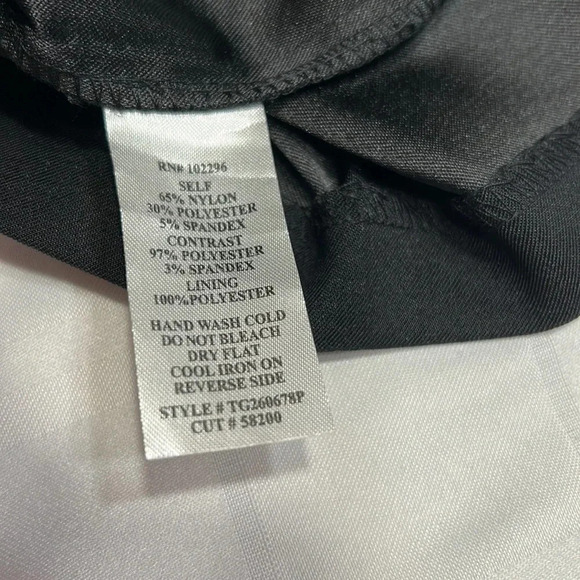 RN# 102296
SELF
65% NYLON
30% POLYESTER
5% SPANDEX
CONTRAST
97% POLYESTER
3% SPANDEX
LINING
100%POLYESTER
HAND WASH COLD
DO NOT BLEACH
DRY FLAT
COOL IRON ON
REVERSE SIDE
STYLE # TG260678P
CUT # 58200